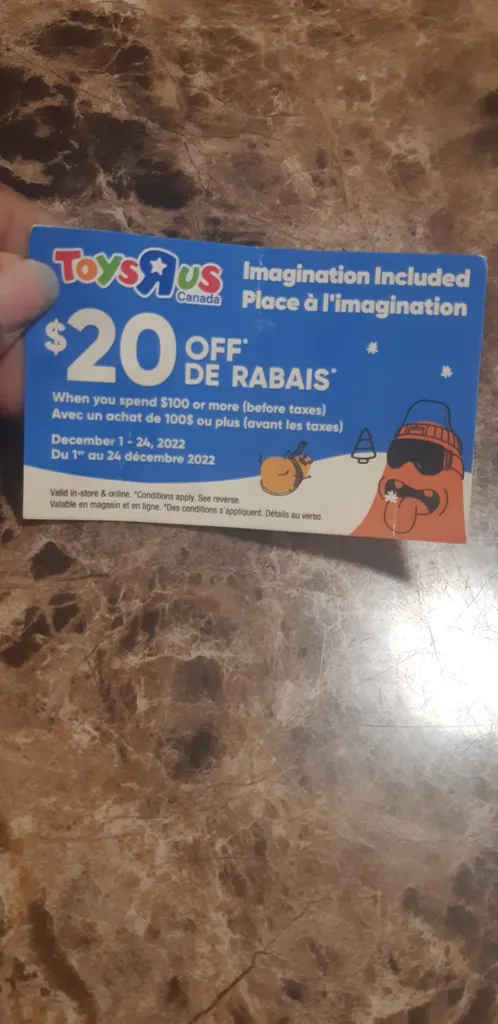 ToysRus
Canada
Imagination Included
Place à l'imagination
$20 OFF*
DE RABAIS*
When you spend $100 or more (before taxes)
Avec un achat de 100$ ou plus (avant les taxes)
December 1 - 24, 2022
Du 1er au 24 décembre 2022
Valid in-store & online. *Conditions apply. See reverse.
Valable en magasin et en ligne. *Des conditions s'appliquent. Détails au verso.